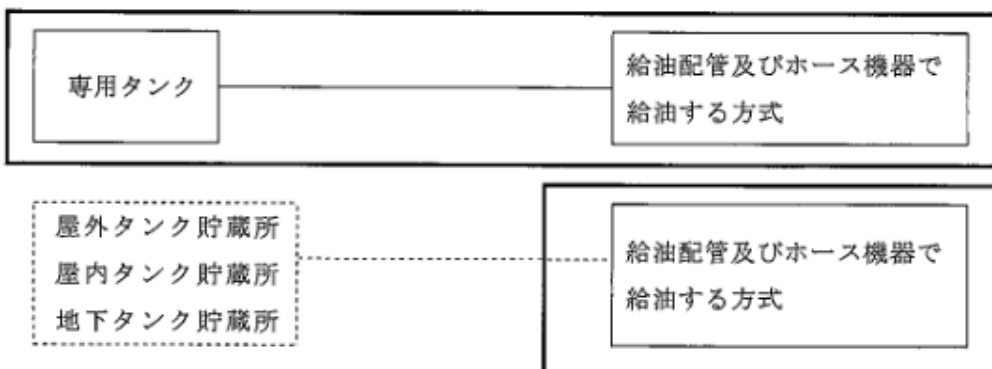 専用タンク
給油配管及びホース機器で
給油する方式
屋外タンク貯蔵所
屋内タンク貯蔵所
地下タンク貯蔵所
給油配管及びホース機器で
給油する方式